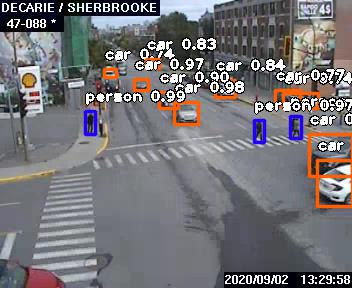 DECARIE / SHERBROOKE
47-088 *
car 0.83
car 0.74
car 0.97
car 0.84
car 0.90
car 0.77
car 0.98
person 0.99
person 0.97
car
Shell
45
2020/09/02 13:29:58